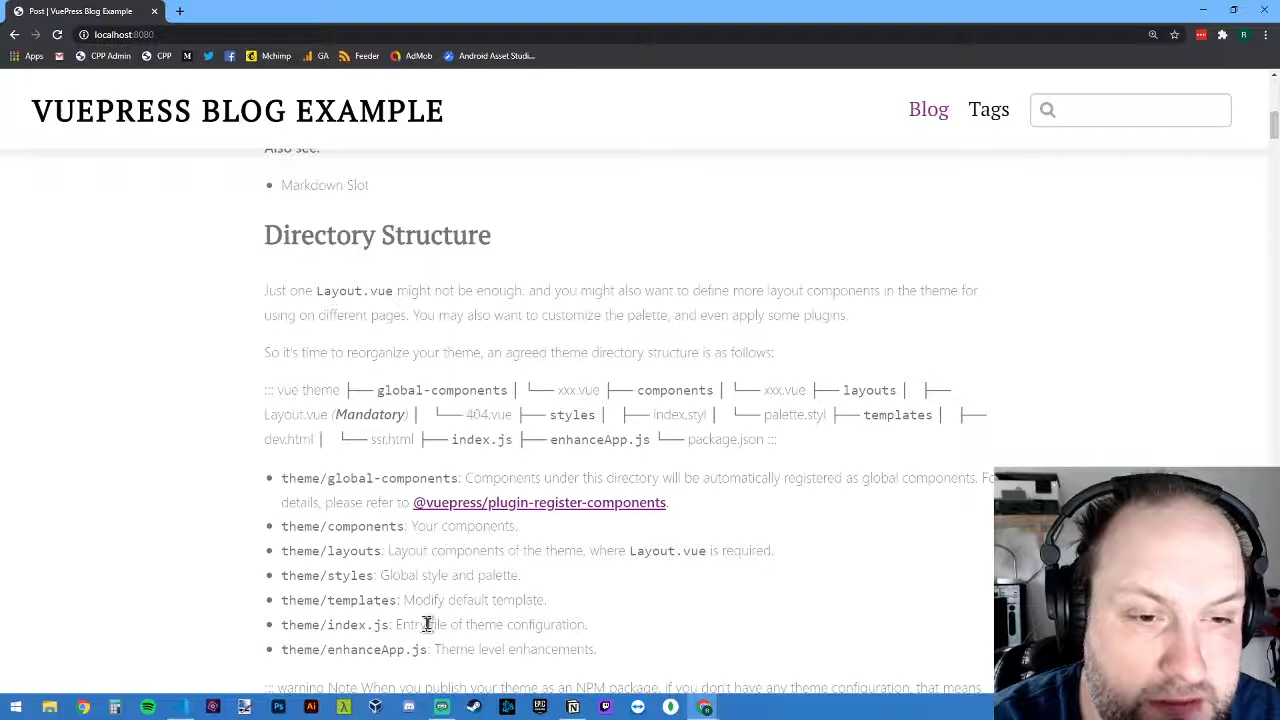 Post | VuePress Blog Example
localhost:8080
Apps
CPP Admin
CPP
CPP
Mchimp
GA
Feeder
AdMob
Android Asset Studi...
VUEPRESS BLOG EXAMPLE
Blog
Tags
Also see:
Markdown Slot
Directory Structure
Just one Layout.vue might not be enough, and you might also want to define more layout components in the theme for
using on different pages. You may also want to customize the palette, and even apply some plugins.
So it's time to reorganize your theme, an agreed theme directory structure is as follows:
::: vue theme ├── global-components │ └── xxx.vue ├── components │ └── xxx.vue ├── layouts │ ├──
Layout.vue (Mandatory) │ └── 404.vue ├── styles │ ├── index.styl │ └── palette.styl ├── templates │ ├──
dev.html │ └── ssr.html ├── index.js ├── enhanceApp.js └── package.json :::
theme/global-components: Components under this directory will be automatically registered as global components. Fo
details, please refer to @vuepress/plugin-register-components.
theme/components: Your components.
theme/layouts: Layout components of the theme, where Layout.vue is required.
theme/styles: Global style and palette.
theme/templates: Modify default template.
theme/index.js: Entry file of theme configuration.
theme/enhanceApp.js: Theme level enhancements.
::: warning Note When you publish your theme as an NPM package, if you don't have any theme configuration, that means